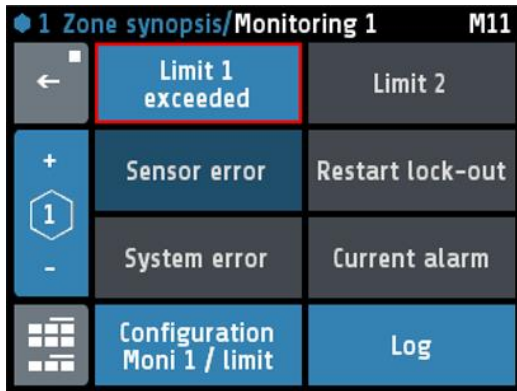 1 Zone synopsis/Monitoring 1 M11
Limit 1
exceeded
Limit 2
+
1
-
Sensor error
Restart lock-out
System error
Current alarm
Configuration
Moni 1 / limit
Log